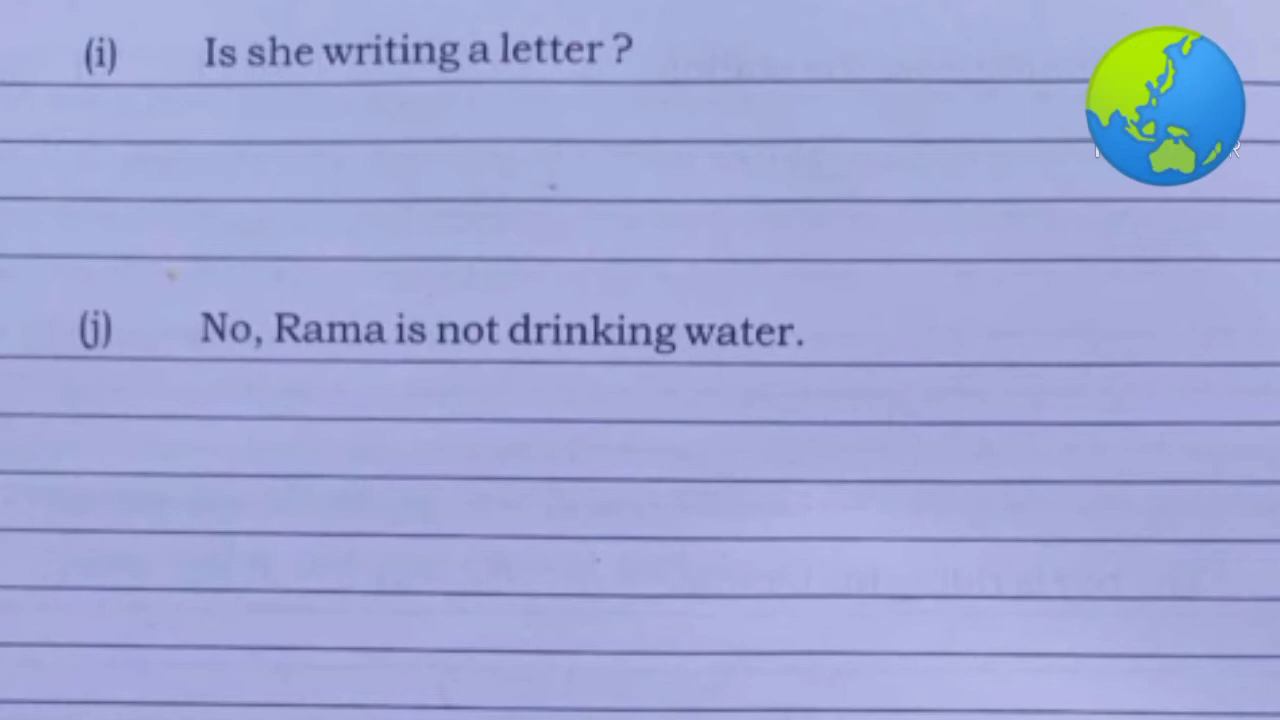 (i) Is she writing a letter ?
(j) No, Rama is not drinking water.